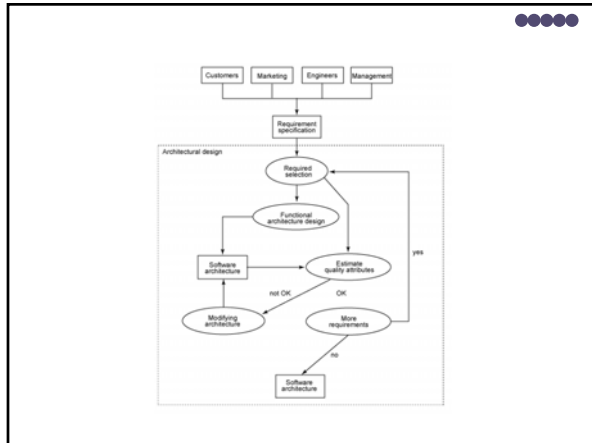 Customers
Marketing
Engineers
Management
Requirement
specification
Architectural design
Required
selection
Functional
architecture design
Software
architecture
Estimate
quality attributes
yes
not OK
OK
Modifying
architecture
More
requirements
no
Software
architecture